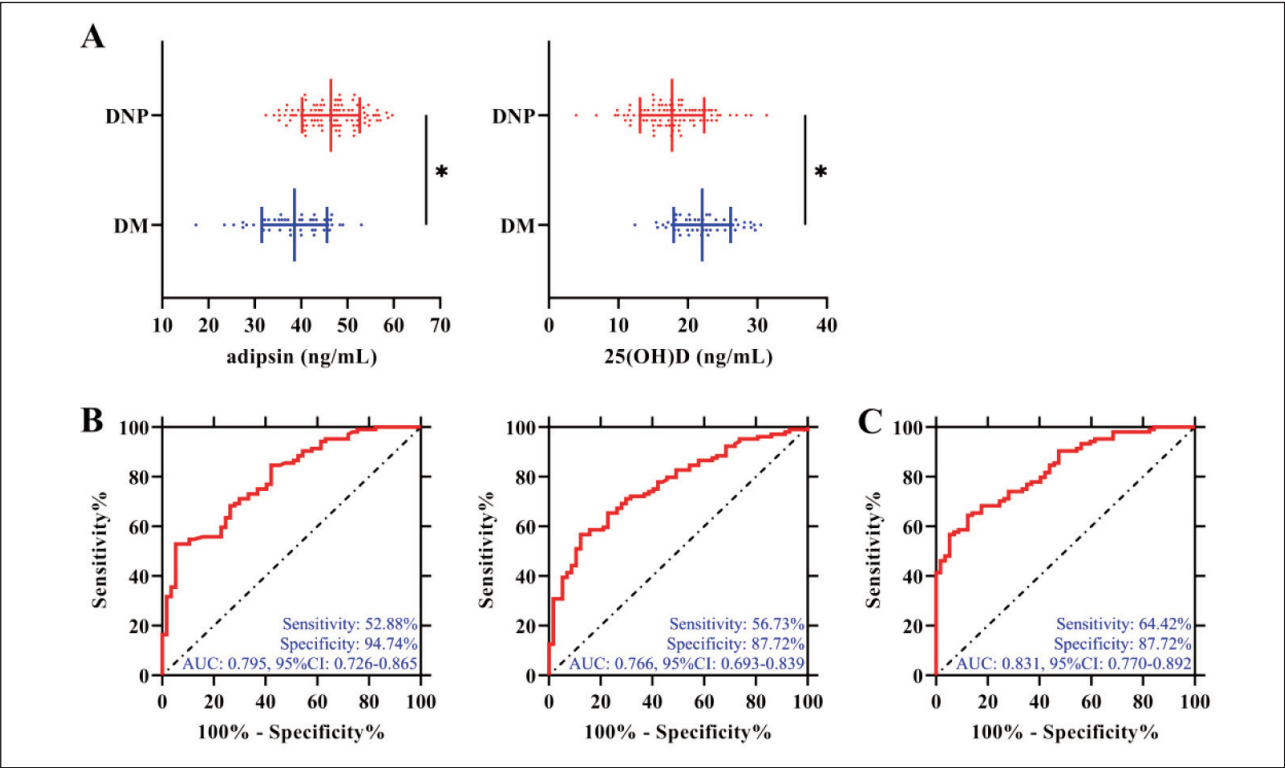 A
DNP
DM
*
10 20 30 40 50 60 70
adipsin (ng/mL)
DNP
DM
*
0 10 20 30 40
25(OH)D (ng/mL)
B
Sensitivity%
100
80
60
40
20
0
Sensitivity: 52.88%
Specificity: 94.74%
AUC: 0.795, 95%CI: 0.726-0.865
0 20 40 60 80 100
100% - Specificity%
Sensitivity%
100
80
60
40
20
0
Sensitivity: 56.73%
Specificity: 87.72%
AUC: 0.766, 95%CI: 0.693-0.839
0 20 40 60 80 100
100% - Specificity%
C
Sensitivity%
100
80
60
40
20
0
Sensitivity: 64.42%
Specificity: 87.72%
AUC: 0.831, 95%CI: 0.770-0.892
0 20 40 60 80 100
100% - Specificity%